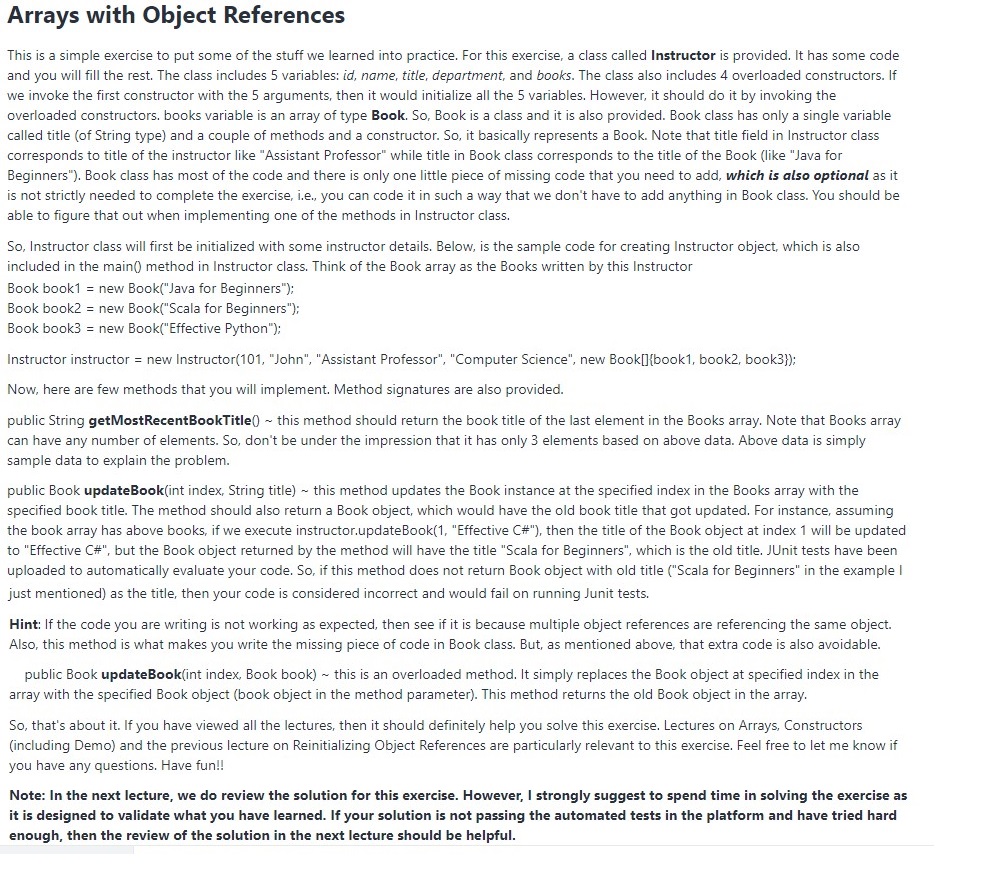 Arrays with Object References
This is a simple exercise to put some of the stuff we learned into practice. For this exercise, a class called Instructor is provided. It has some code
and you will fill the rest. The class includes 5 variables: id, name, title, department, and books. The class also includes 4 overloaded constructors. If
we invoke the first constructor with the 5 arguments, then it would initialize all the 5 variables. However, it should do it by invoking the
overloaded constructors. books variable is an array of type Book. So, Book is a class and it is also provided. Book class has only a single variable
called title (of String type) and a couple of methods and a constructor. So, it basically represents a Book. Note that title field in Instructor class
corresponds to title of the instructor like "Assistant Professor" while title in Book class corresponds to the title of the Book (like "Java for
Beginners"). Book class has most of the code and there is only one little piece of missing code that you need to add, which is also optional as it
is not strictly needed to complete the exercise, i.e., you can code it in such a way that we don't have to add anything in Book class. You should be
able to figure that out when implementing one of the methods in Instructor class.
So, Instructor class will first be initialized with some instructor details. Below, is the sample code for creating Instructor object, which is also
included in the main() method in Instructor class. Think of the Book array as the Books written by this Instructor
Book book1 = new Book("Java for Beginners");
Book book2 = new Book("Scala for Beginners");
Book book3 = new Book("Effective Python");
Instructor instructor = new Instructor(101, "John", "Assistant Professor", "Computer Science", new Book[]{book1, book2, book3});
Now, here are few methods that you will implement. Method signatures are also provided.
public String getMostRecentBookTitle() ~ this method should return the book title of the last element in the Books array. Note that Books array
can have any number of elements. So, don't be under the impression that it has only 3 elements based on above data. Above data is simply
sample data to explain the problem.
public Book updateBook(int index, String title) ~ this method updates the Book instance at the specified index in the Books array with the
specified book title. The method should also return a Book object, which would have the old book title that got updated. For instance, assuming
the book array has above books, if we execute instructor.updateBook(1, "Effective C#"), then the title of the Book object at index 1 will be updated
to "Effective C#", but the Book object returned by the method will have the title "Scala for Beginners", which is the old title. JUnit tests have been
uploaded to automatically evaluate your code. So, if this method does not return Book object with old title ("Scala for Beginners" in the example I
just mentioned) as the title, then your code is considered incorrect and would fail on running Junit tests.
Hint: If the code you are writing is not working as expected, then see if it is because multiple object references are referencing the same object.
Also, this method is what makes you write the missing piece of code in Book class. But, as mentioned above, that extra code is also avoidable.
public Book updateBook(int index, Book book) ~ this is an overloaded method. It simply replaces the Book object at specified index in the
array with the specified Book object (book object in the method parameter). This method returns the old Book object in the array.
So, that's about it. If you have viewed all the lectures, then it should definitely help you solve this exercise. Lectures on Arrays, Constructors
(including Demo) and the previous lecture on Reinitializing Object References are particularly relevant to this exercise. Feel free to let me know if
you have any questions. Have fun!!
Note: In the next lecture, we do review the solution for this exercise. However, I strongly suggest to spend time in solving the exercise as
it is designed to validate what you have learned. If your solution is not passing the automated tests in the platform and have tried hard
enough, then the review of the solution in the next lecture should be helpful.